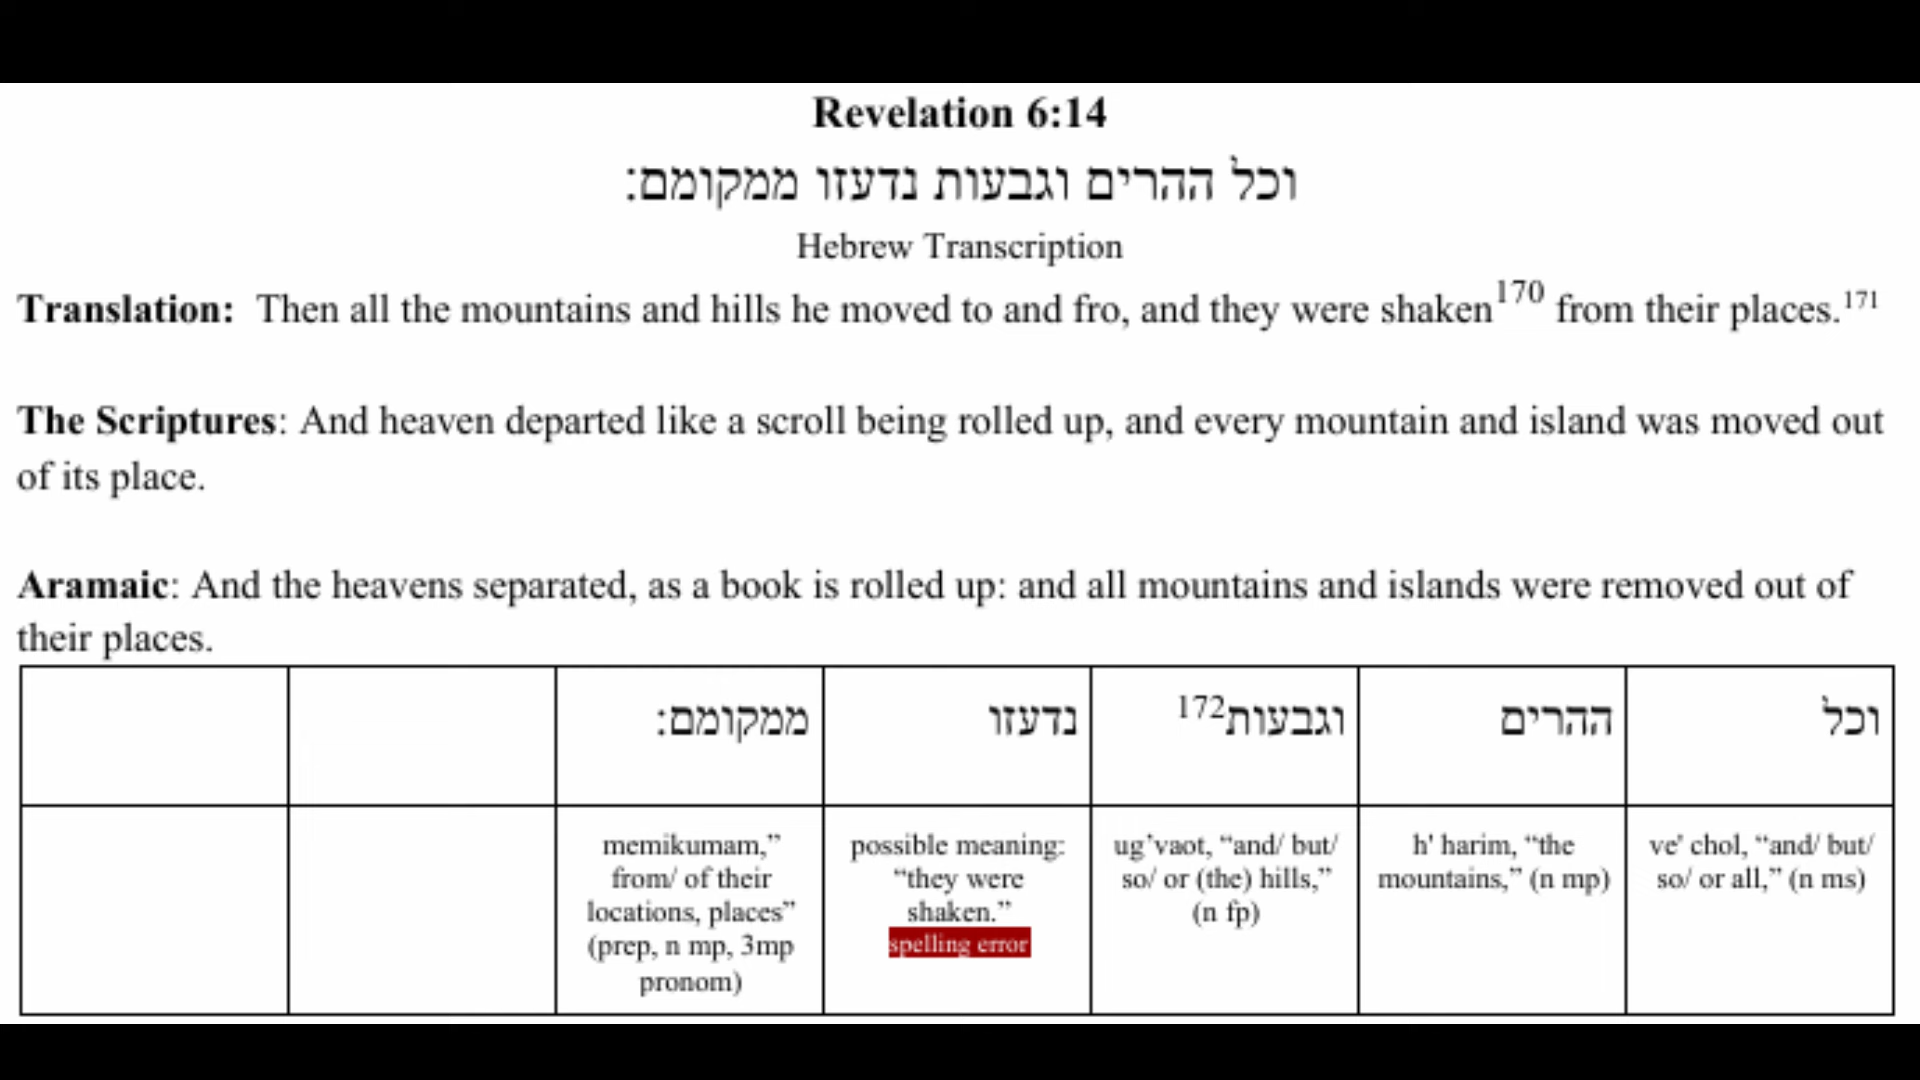 Revelation 6:14
וכל ההרים וגבעות נדעזו ממקומם:
Hebrew Transcription
Translation: Then all the mountains and hills he moved to and fro, and they were shaken170 from their places.171
The Scriptures: And heaven departed like a scroll being rolled up, and every mountain and island was moved out
of its place.
Aramaic: And the heavens separated, as a book is rolled up: and all mountains and islands were removed out of
their places.
וכל
ההרים
וגבעות172
נדעזו
ממקומם:
ve' chol, “and/ but/
so/ or all,” (n ms)
h' harim, “the
mountains,” (n mp)
ug’vaot, “and/ but/
so/ or (the) hills,”
(n fp)
possible meaning:
“they were
shaken.”
spelling error
memikumam,”
from/ of their
locations, places”
(prep, n mp, 3mp
pronom)